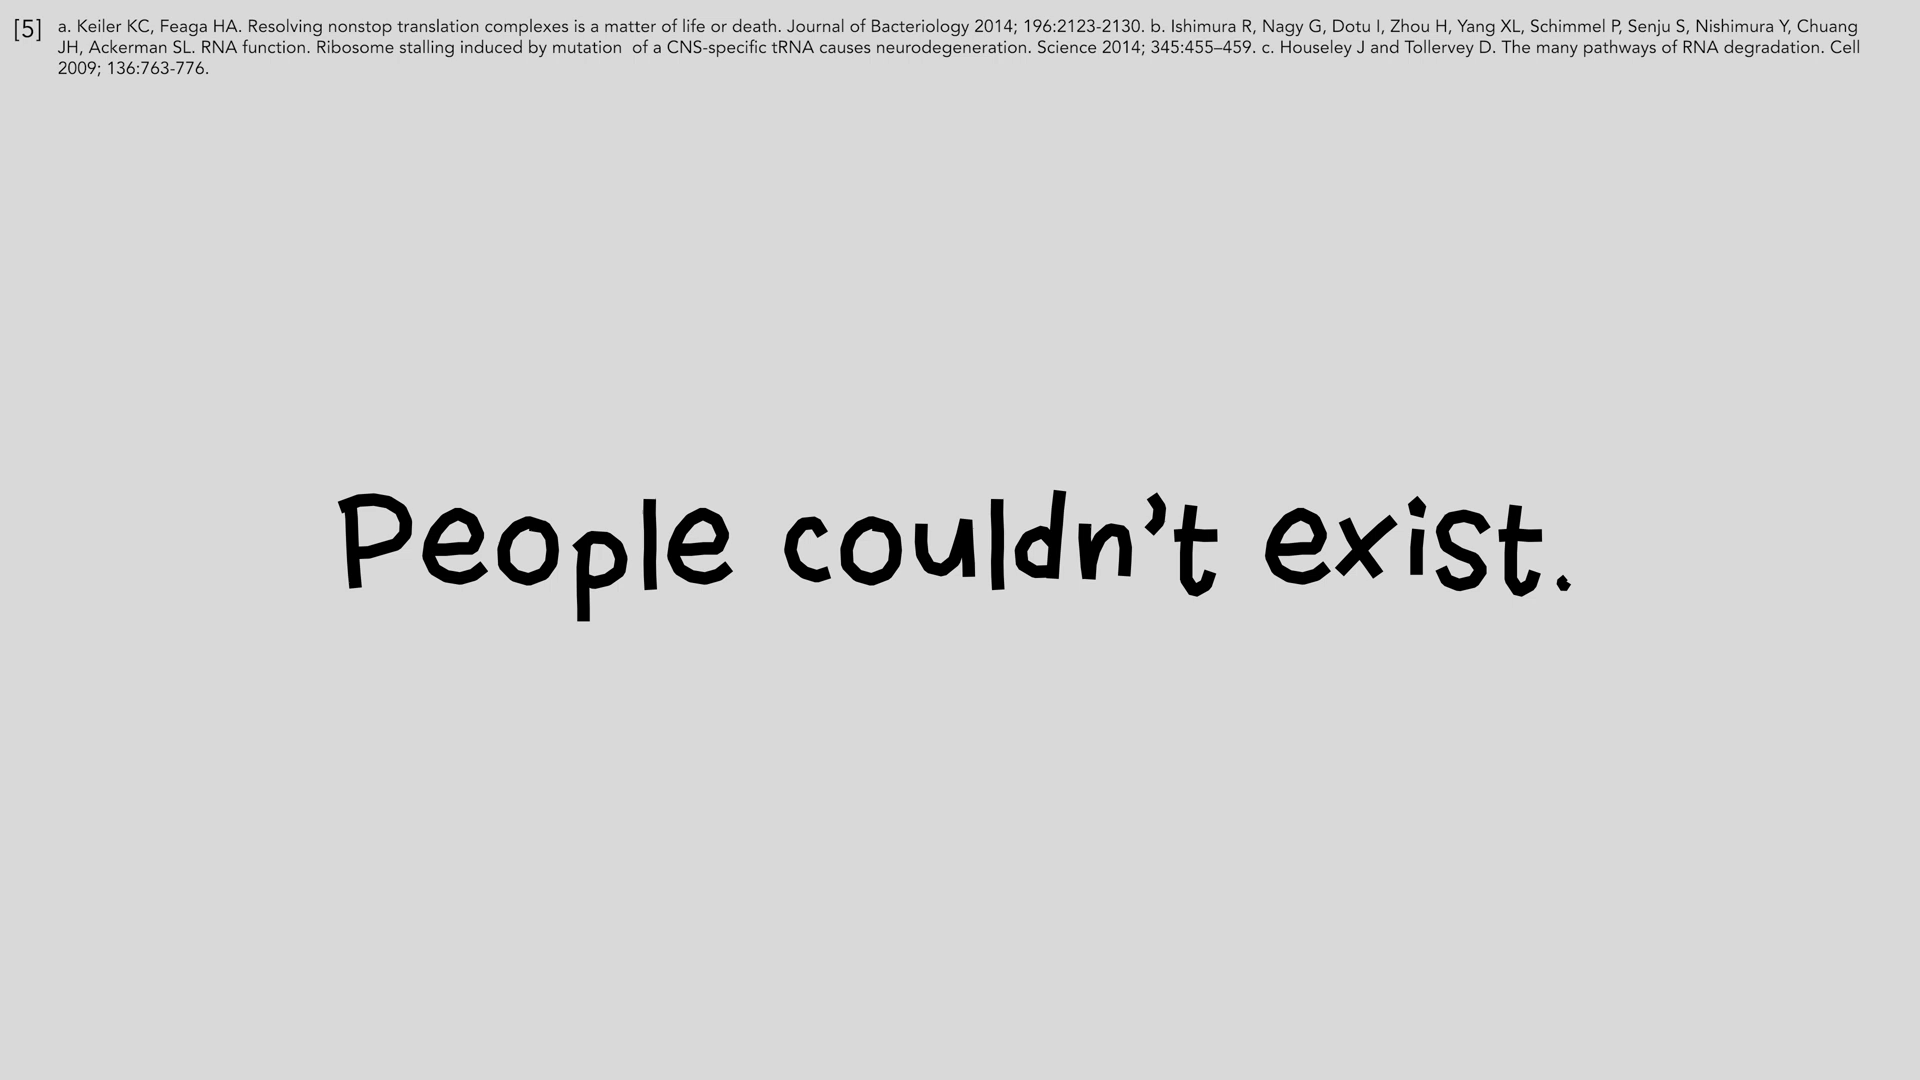 [5] a. Keiler KC, Feaga HA. Resolving nonstop translation complexes is a matter of life or death. Journal of Bacteriology 2014; 196:2123-2130. b. Ishimura R, Nagy G, Dotu I, Zhou H, Yang XL, Schimmel P, Senju S, Nishimura Y, Chuang
JH, Ackerman SL. RNA function. Ribosome stalling induced by mutation  of a CNS-specific tRNA causes neurodegeneration. Science 2014; 345:455–459. c. Houseley J and Tollervey D. The many pathways of RNA degradation. Cell
2009; 136:763-776.
People couldn’t exist.